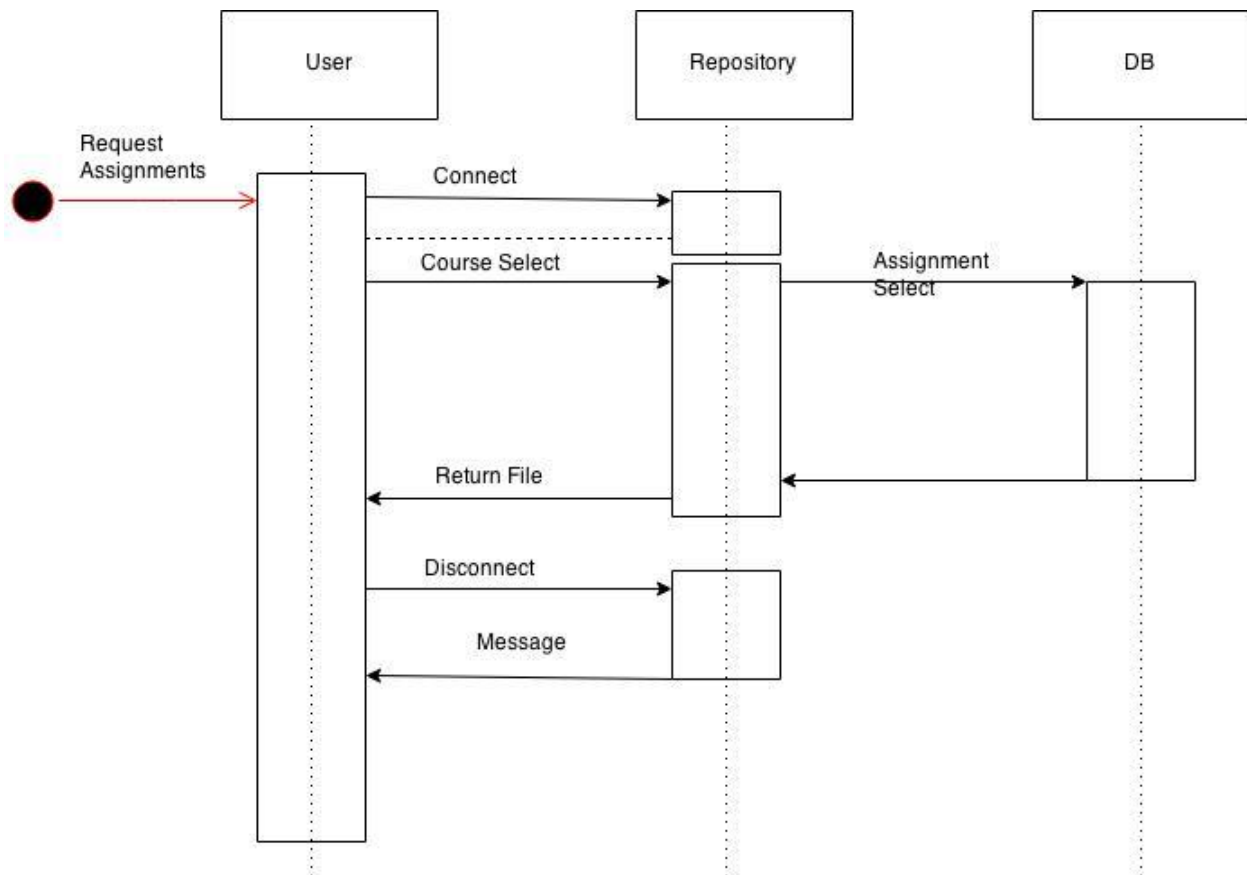 User
Repository
DB
Request
Assignments
Connect
Course Select
Assignment
Select
Return File
Disconnect
Message